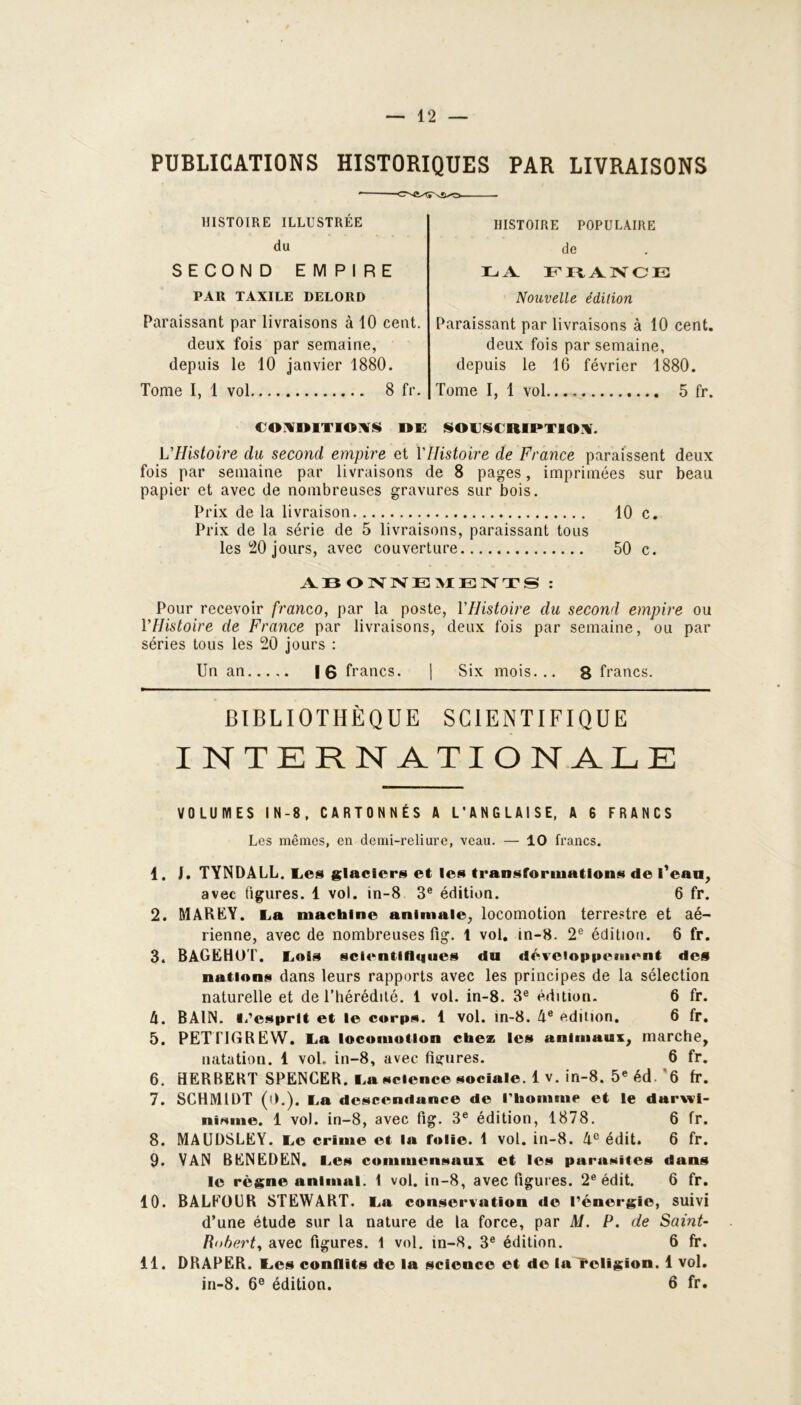 — 12 —
PUBLICATIONS HISTORIQUES PAR LIVRAISONS
HISTOIRE ILLUSTRÉE
du
SECOND EMPIRE
PAR TAXILE DELORD
Paraissant par livraisons à 10 cent.
deux fois par semaine,
depuis le 10 janvier 1880.
Tome I, 1 vol.............. 8 fr.
HISTOIRE POPULAIRE
de
LA FRANCE
Nouvelle édition
Paraissant par livraisons à 10 cent.
deux fois par semaine,
depuis le 16 février 1880.
Tome I, 1 vol.............. 5 fr.
CONDITIONS DE SOUSCRIPTION.
L'Histoire du second empire et l'Histoire de France paraissent deux
fois par semaine par livraisons de 8 pages, imprimées sur beau
papier et avec de nombreuses gravures sur bois.
Prix de la livraison........................... 10 c.
Prix de la série de 5 livraisons, paraissant tous
les 20 jours, avec couverture............... 50 c.
ABONNEMENTS :
Pour recevoir franco, par la poste, l'Histoire du second empire ou
l'Histoire de France par livraisons, deux fois par semaine, ou par
séries tous les 20 jours :
Un an...... 16 francs. | Six mois... 8 francs.
BIBLIOTHÈQUE SCIENTIFIQUE
INTERNATIONALE
VOLUMES IN-8, CARTONNÉS A L'ANGLAISE, A 6 FRANCS
Les mêmes, en demi-reliure, veau. — 10 francs.
1. J. TYNDALL. Les glaciers et les transformations de l'eau,
avec figures. 1 vol. in-8 3e édition. 6 fr.
2. MAREY. La machine animale, locomotion terrestre et aé-
rienne, avec de nombreuses fig. 1 vol. in-8. 2e édition. 6 fr.
3. BAGEHOT. Lois scientifiques du développement des
nations dans leurs rapports avec les principes de la sélection
naturelle et de l'hérédité. 1 vol. in-8. 3e édition. 6 fr.
4. BAIN. L'esprit et le corps. 1 vol. in-8. 4e édition. 6 fr.
5. PETTIGREW. La locomotion chez les animaux, marche,
natation. 1 vol. in-8, avec figures. 6 fr.
6. HERBERT SPENCER. La science sociale. 1 v. in-8. 5e éd. 6 fr.
7. SCHMIDT (O.). La descendance de l'homme et le darwi-
nisme. 1 vol. in-8, avec fig. 3e édition, 1878. 6 fr.
8. MAUDSLEY. Le crime et la folie. 1 vol. in-8. 4e édit. 6 fr.
9. VAN BENEDEN. Les commensaux et les parasites dans
le règne animal. 1 vol. in-8, avec figures. 2e édit. 6 fr.
10. BALFOUR STEWART. La conservation de l'énergie, suivi
d'une étude sur la nature de la force, par M. P. de Saint-
Robert, avec figures. 1 vol. in-8. 3e édition. 6 fr.
11. DRAPER. Les conflits de la science et de la religion. 1 vol.
in-8. 6e édition. 6 fr.